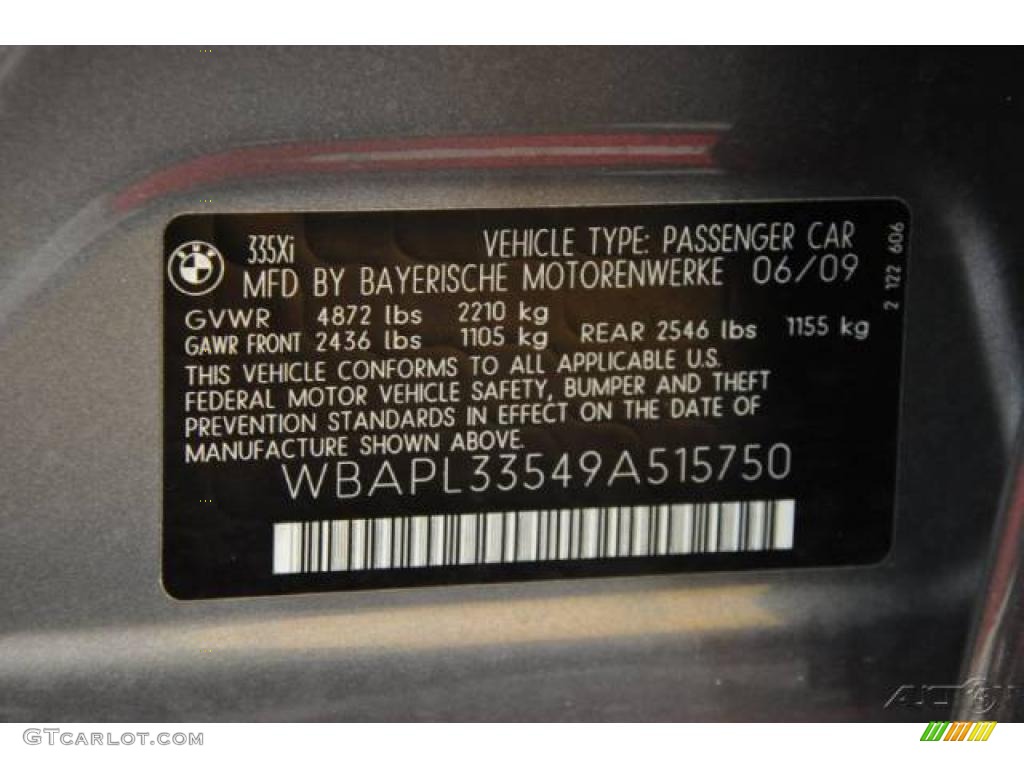 335Xi VEHICLE TYPE: PASSENGER CAR
MFD BY BAYERISCHE MOTORENWERKE 06/09
GVWR 4872 lbs 2210 kg
GAWR FRONT 2436 lbs 1105 kg REAR 2546 lbs 1155 kg
THIS VEHICLE CONFORMS TO ALL APPLICABLE U.S.
FEDERAL MOTOR VEHICLE SAFETY, BUMPER AND THEFT
PREVENTION STANDARDS IN EFFECT ON THE DATE OF
MANUFACTURE SHOWN ABOVE.
WBAPL33549A515750
2 122 606
GTCarlot.com